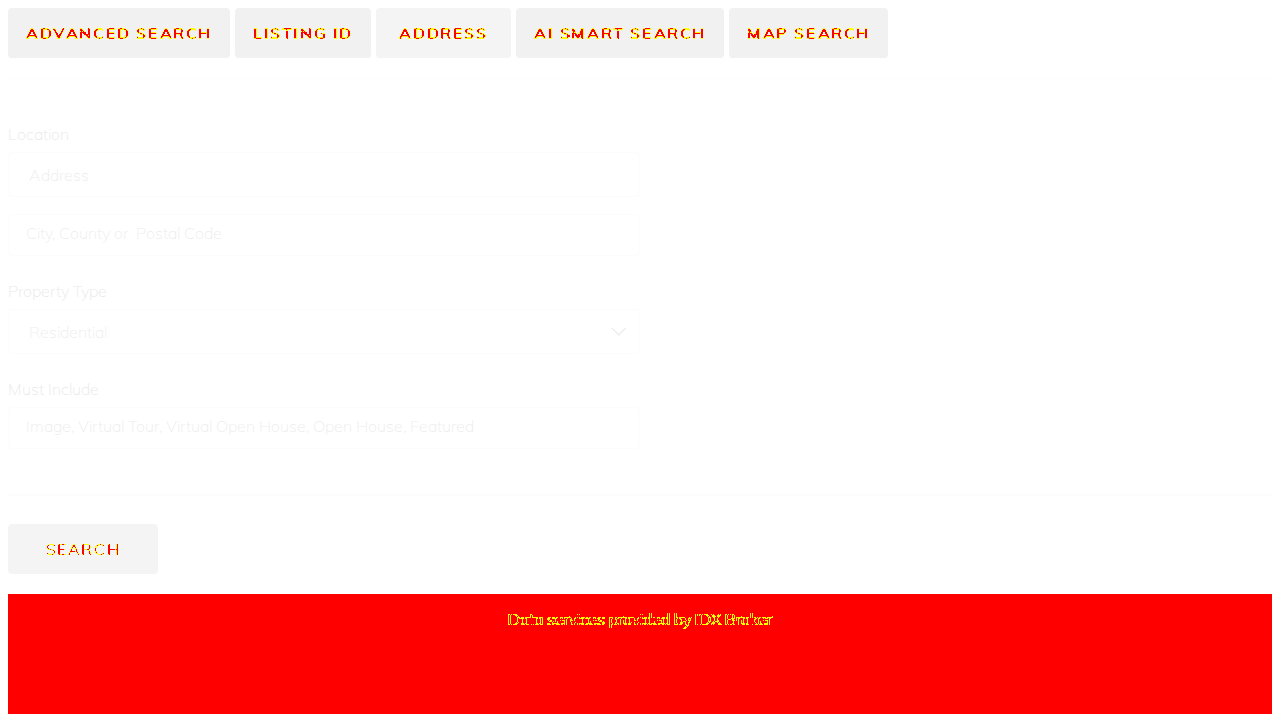 ADVANCED SEARCH LISTING ID ADDRESS AI SMART SEARCH MAP SEARCH
Location
Address
City, County or Postal Code
Property Type
Residential
Must Include
Image, Virtual Tour, Virtual Open House, Open House, Featured
SEARCH
Data services provided by IDX Broker